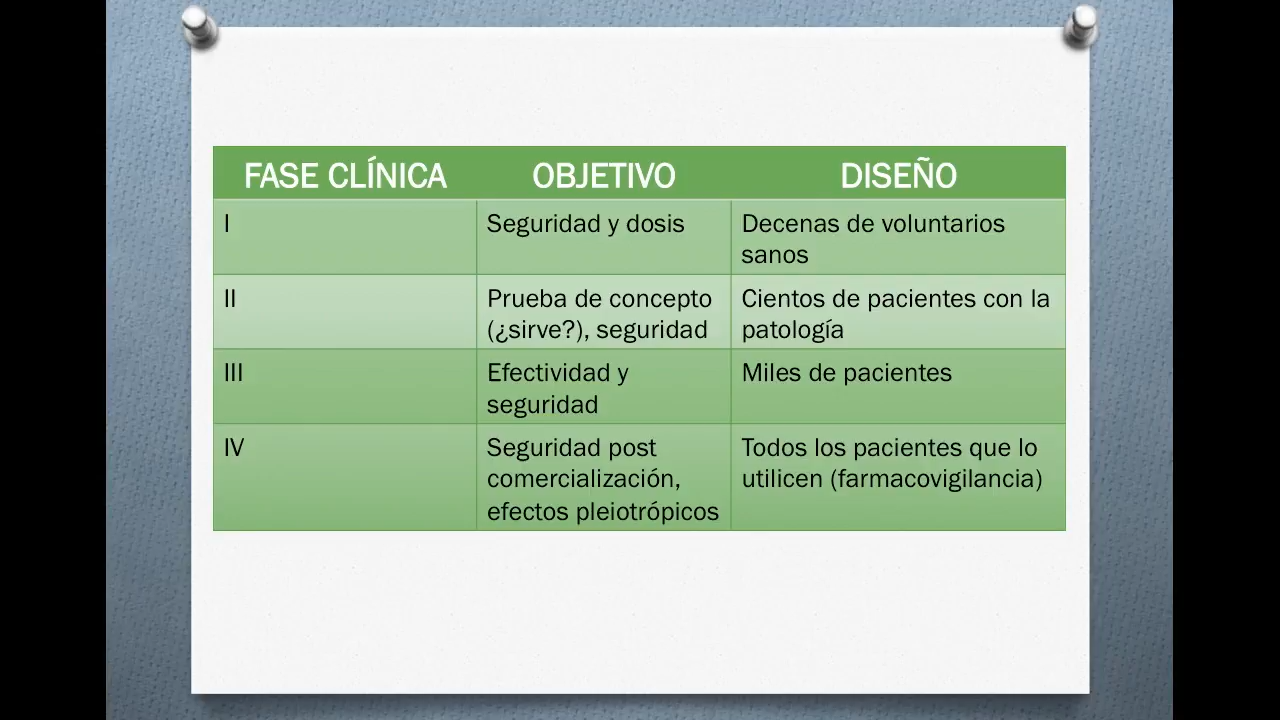 FASE CLÍNICA OBJETIVO DISEÑO
I Seguridad y dosis Decenas de voluntarios
sanos
II Prueba de concepto Cientos de pacientes con la
(¿sirve?), seguridad patología
III Efectividad y Miles de pacientes
seguridad
IV Seguridad post Todos los pacientes que lo
comercialización, utilicen (farmacovigilancia)
efectos pleiotrópicos